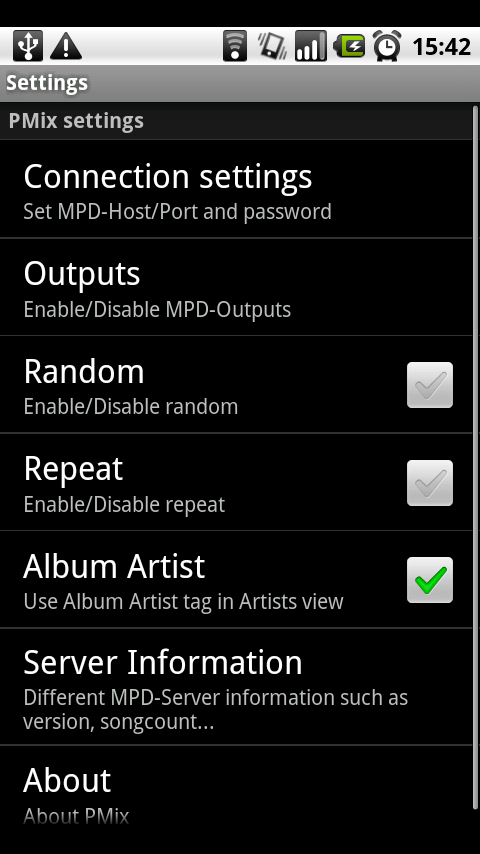 15:42
Settings
PMix settings
Connection settings
Set MPD-Host/Port and password
Outputs
Enable/Disable MPD-Outputs
Random
Enable/Disable random
Repeat
Enable/Disable repeat
Album Artist
Use Album Artist tag in Artists view
Server Information
Different MPD-Server information such as
version, songcount...
About
About PMix